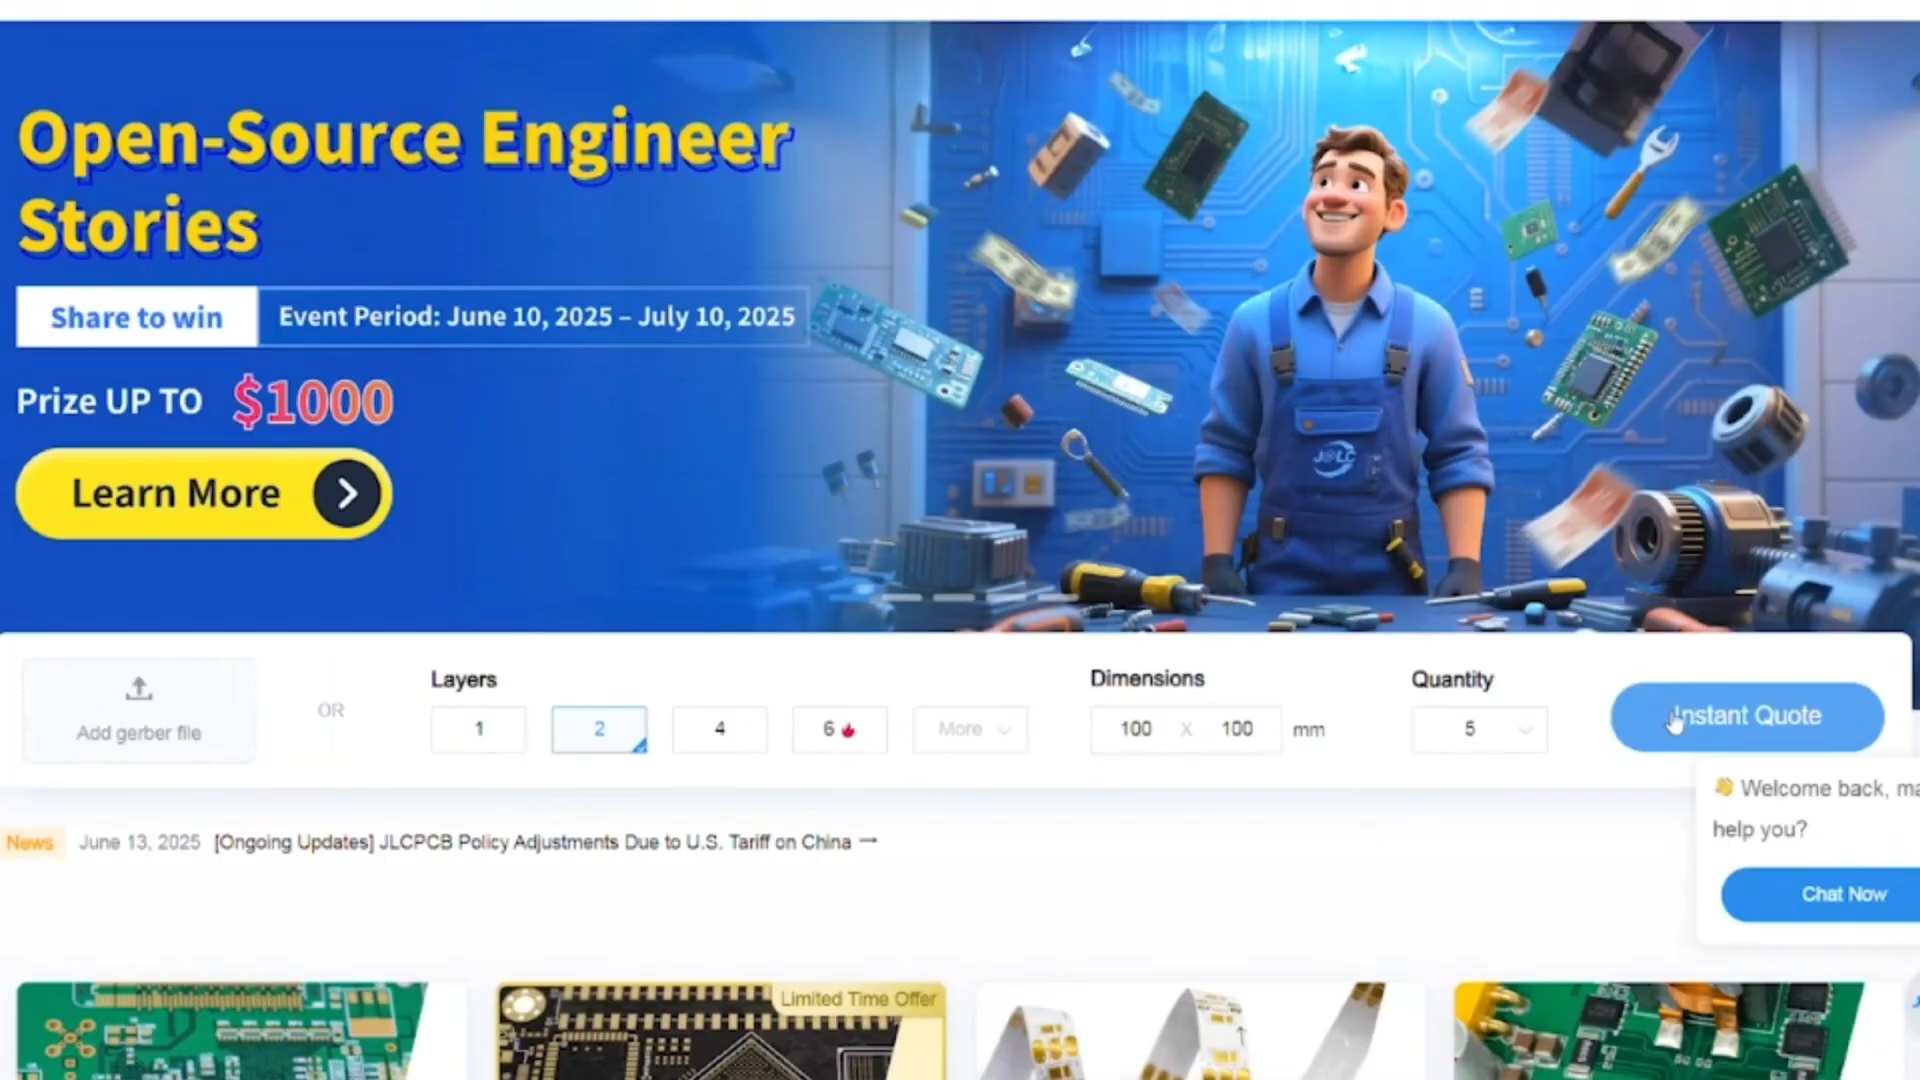 Open-Source Engineer
Stories
Share to win
Event Period: June 10, 2025 – July 10, 2025
Prize UP TO $1000
Learn More
J@LC
Add gerber file
OR
Layers
1
2
4
6
More
Dimensions
100 X 100 mm
Quantity
5
Instant Quote
👋 Welcome back,
help you?
Chat Now
News June 13, 2025 [Ongoing Updates] JLCPCB Policy Adjustments Due to U.S. Tariff on China →
Limited Time Offer